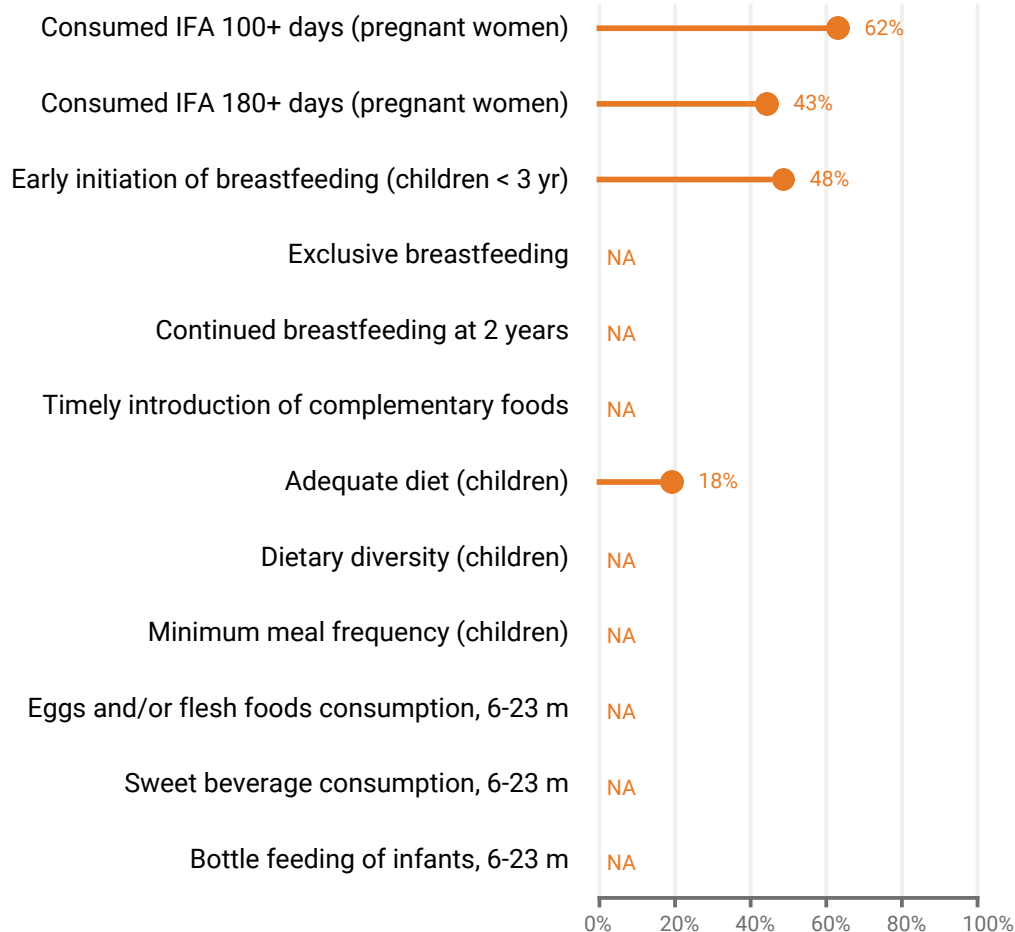 Consumed IFA 100+ days (pregnant women) 62%
Consumed IFA 180+ days (pregnant women) 43%
Early initiation of breastfeeding (children < 3 yr) 48%
Exclusive breastfeeding NA
Continued breastfeeding at 2 years NA
Timely introduction of complementary foods NA
Adequate diet (children) 18%
Dietary diversity (children) NA
Minimum meal frequency (children) NA
Eggs and/or flesh foods consumption, 6-23 m NA
Sweet beverage consumption, 6-23 m NA
Bottle feeding of infants, 6-23 m NA
0% 20% 40% 60% 80% 100%